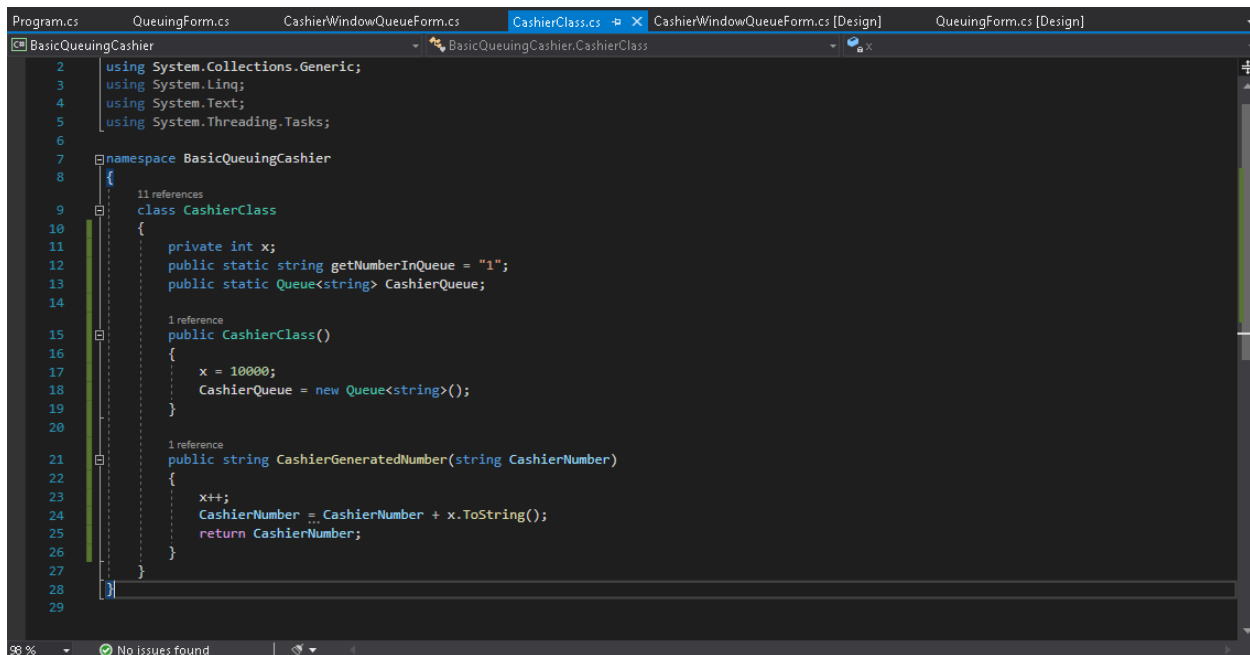 Program.cs QueuingForm.cs CashierWindowQueueForm.cs CashierClass.cs CashierWindowQueueForm.cs [Design] QueuingForm.cs [Design]
C# BasicQueuingCashier BasicQueuingCashier.CashierClass x
2 using System.Collections.Generic;
3 using System.Linq;
4 using System.Text;
5 using System.Threading.Tasks;
6
7 namespace BasicQueuingCashier
8 {
11 references
9 class CashierClass
10 {
11 private int x;
12 public static string getNumberInQueue = "1";
13 public static Queue<string> CashierQueue;
14
1 reference
15 public CashierClass()
16 {
17 x = 10000;
18 CashierQueue = new Queue<string>();
19 }
20
1 reference
21 public string CashierGeneratedNumber(string CashierNumber)
22 {
23 x++;
24 CashierNumber = CashierNumber + x.ToString();
25 return CashierNumber;
26 }
27 }
28 }
29
98 % No issues found